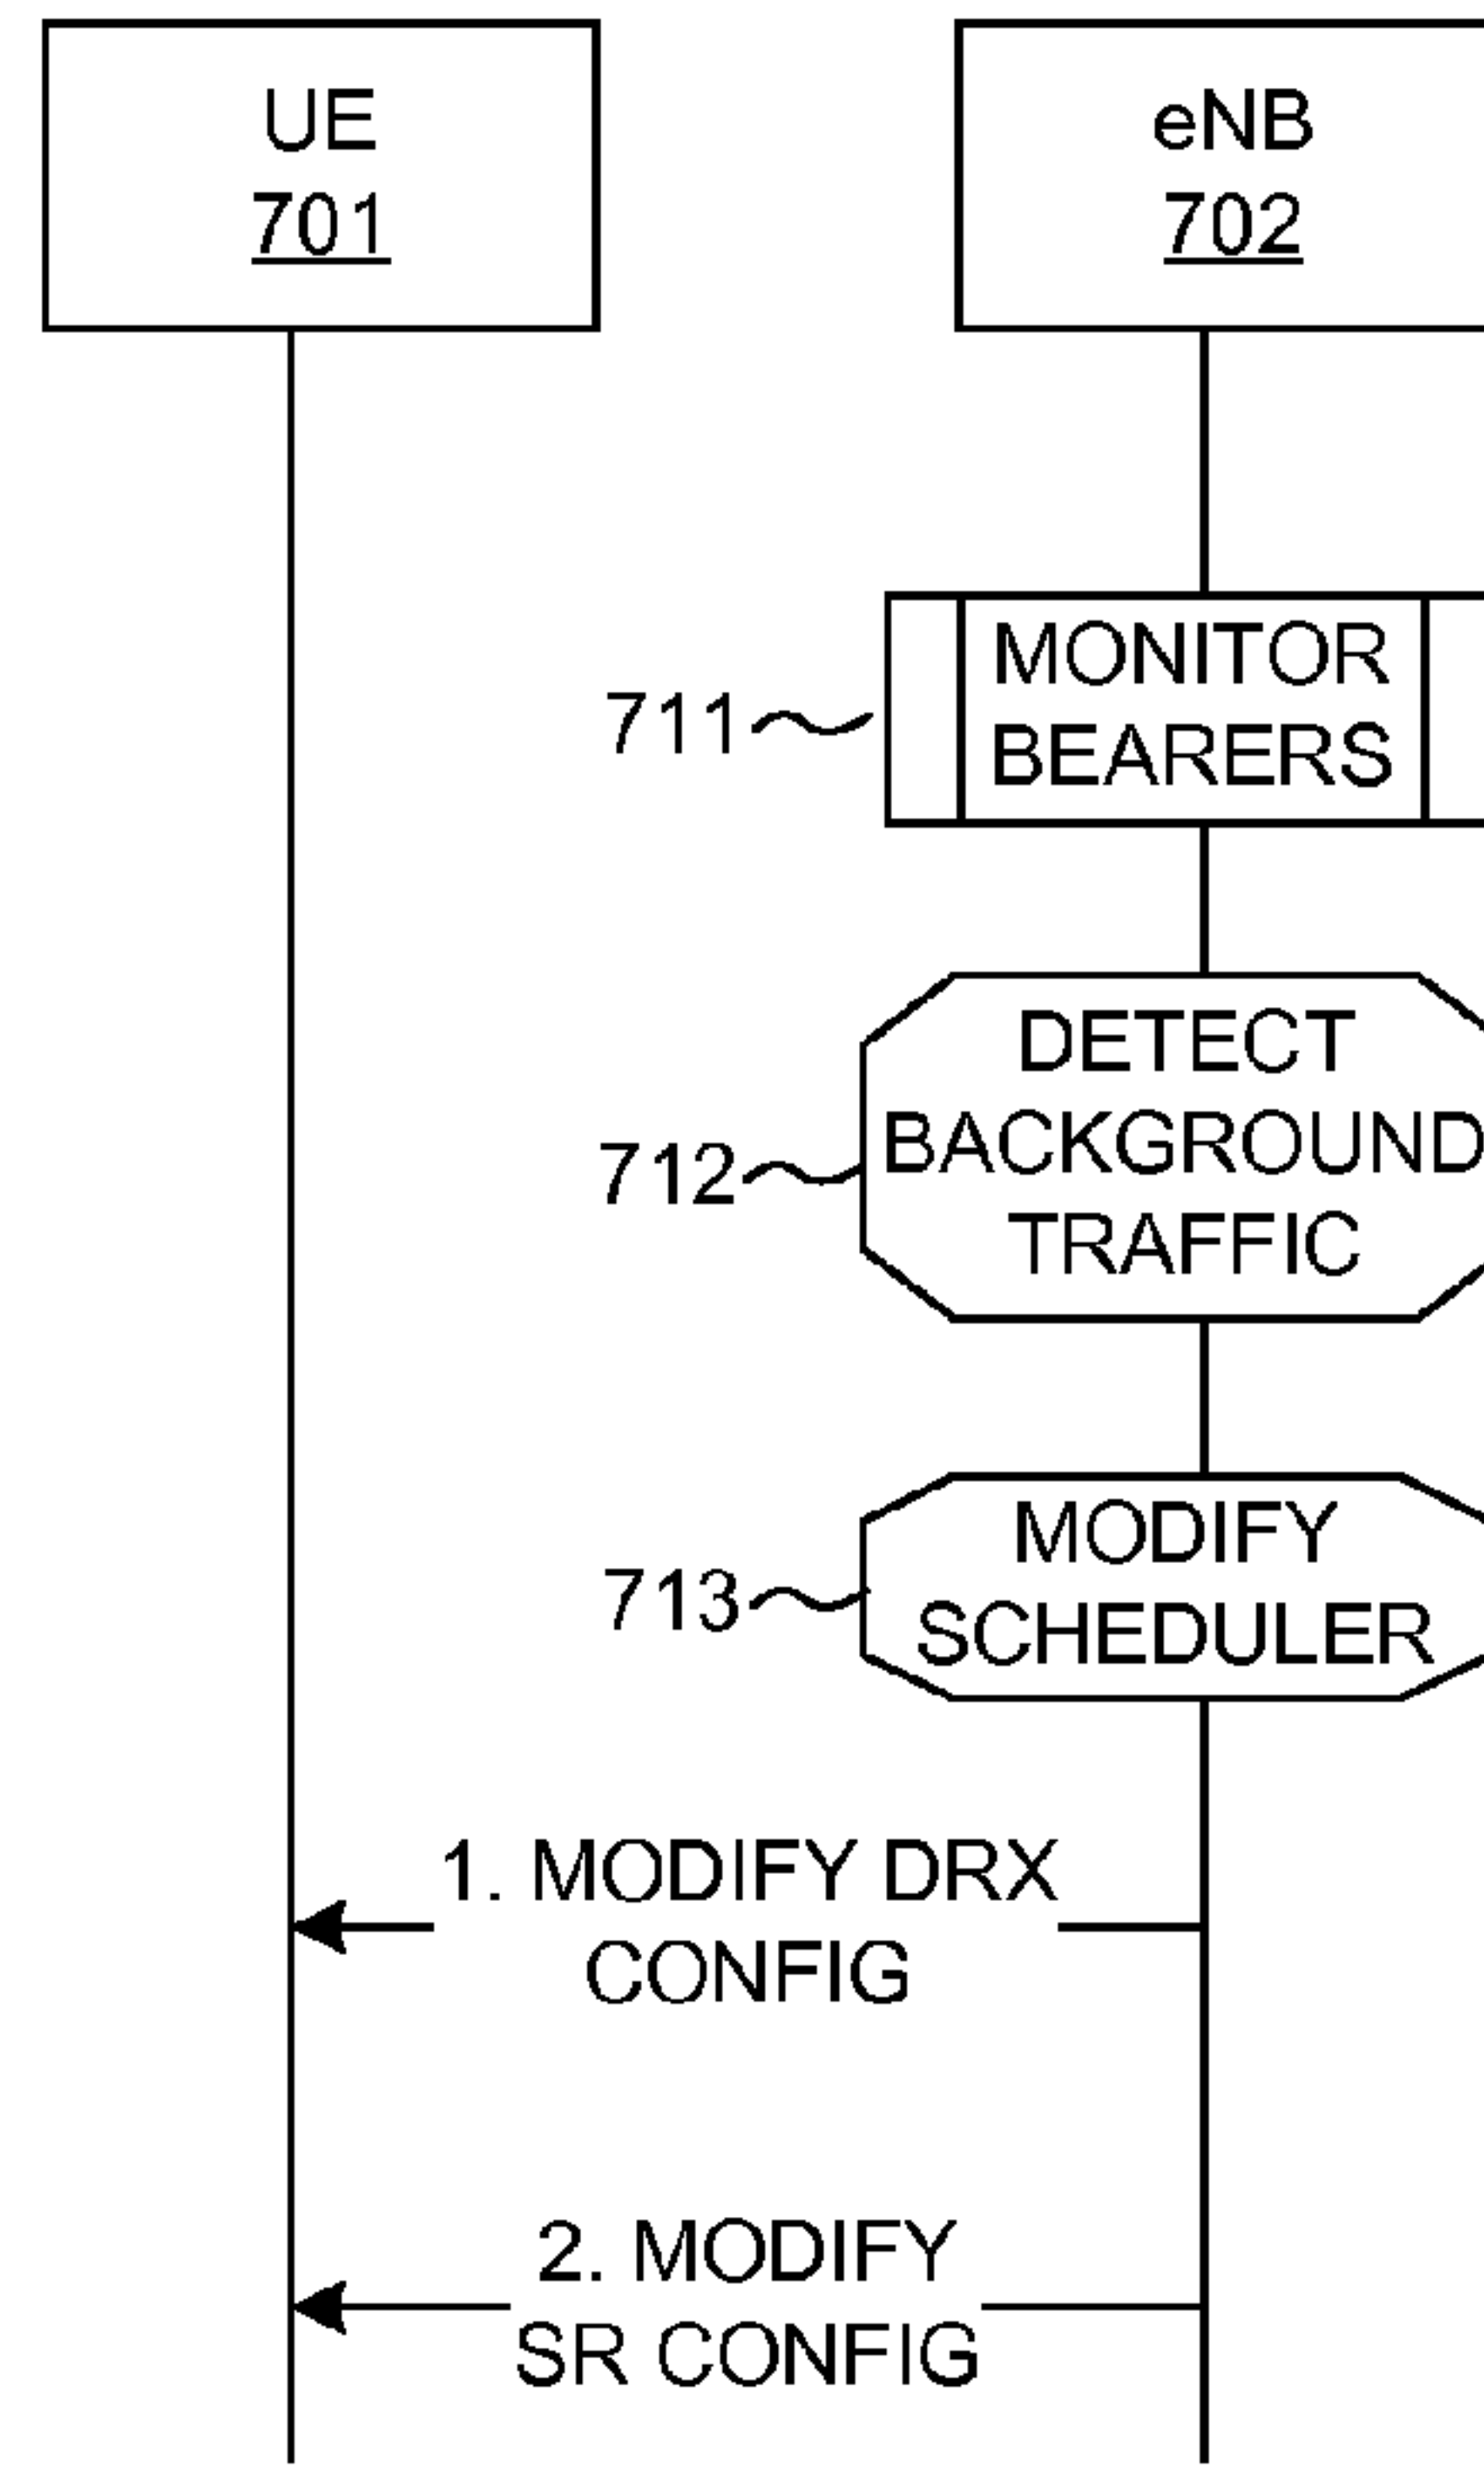 UE
701
eNB
702
711
MONITOR
BEARERS
712
DETECT
BACKGROUND
TRAFFIC
713
MODIFY
SCHEDULER
1. MODIFY DRX
CONFIG
2. MODIFY
SR CONFIG